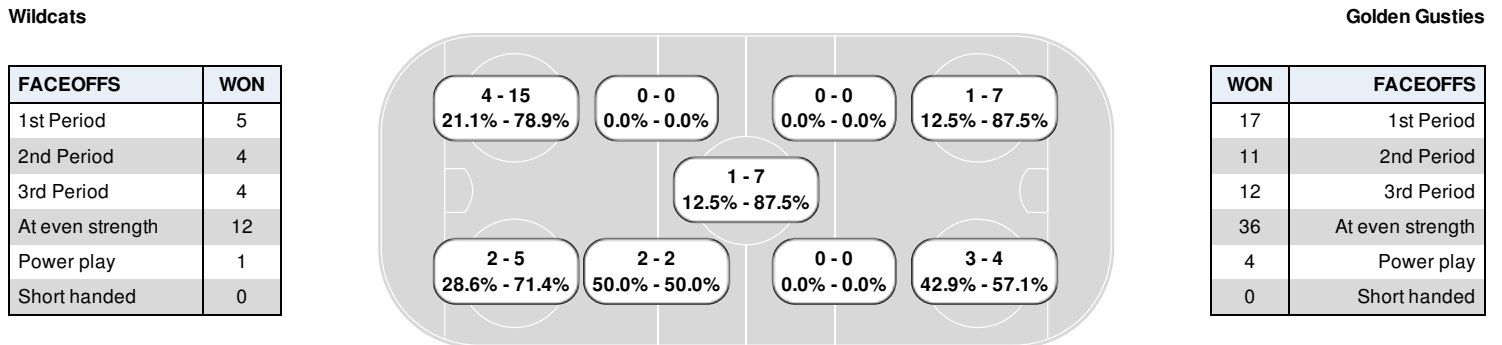 Wildcats
Golden Gusties
FACEOFFS WON
1st Period 5
2nd Period 4
3rd Period 4
At even strength 12
Power play 1
Short handed 0
4 - 15
21.1% - 78.9%
0 - 0
0.0% - 0.0%
0 - 0
0.0% - 0.0%
1 - 7
12.5% - 87.5%
1 - 7
12.5% - 87.5%
2 - 5
28.6% - 71.4%
2 - 2
50.0% - 50.0%
0 - 0
0.0% - 0.0%
3 - 4
42.9% - 57.1%
WON FACEOFFS
17 1st Period
11 2nd Period
12 3rd Period
36 At even strength
4 Power play
0 Short handed